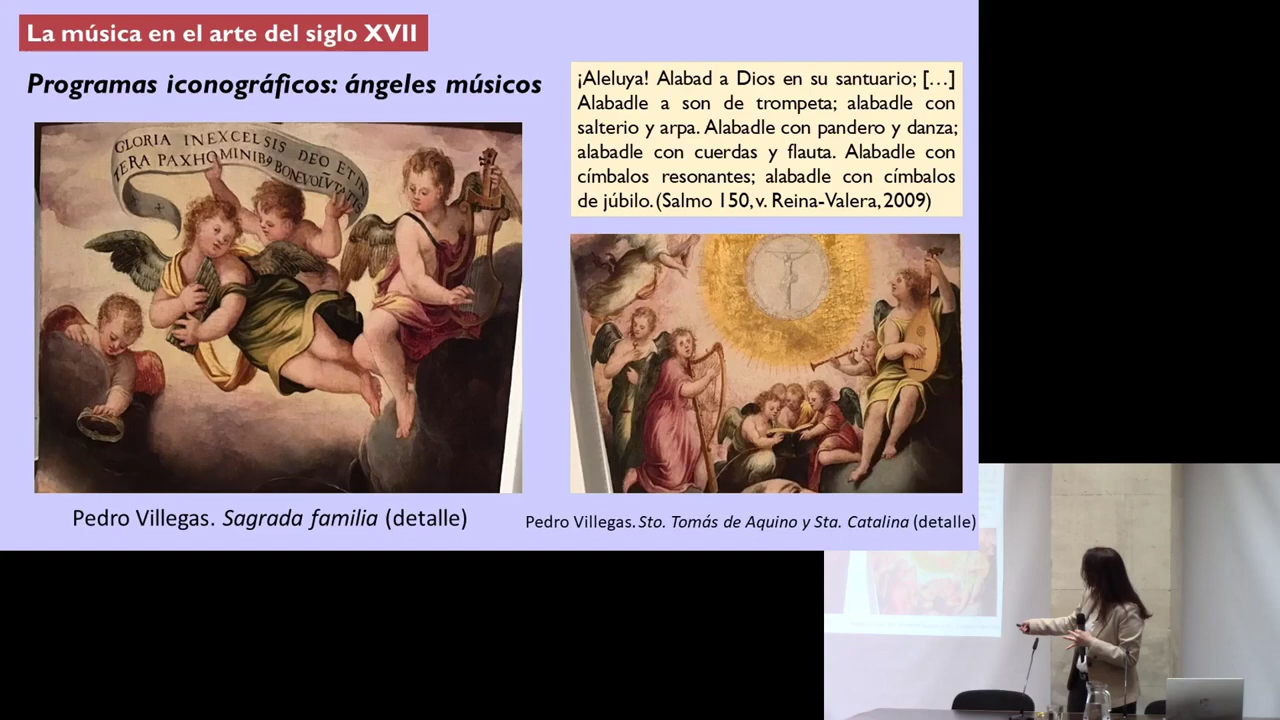 La música en el arte del siglo XVII
Programas iconográficos: ángeles músicos
GLORIA IN EXCELSIS DEO ET IN
TERA PAX HOMINIB9 BONEVOLVTATIS
¡Aleluya! Alabad a Dios en su santuario; […]
Alabadle a son de trompeta; alabadle con
salterio y arpa. Alabadle con pandero y danza;
alabadle con cuerdas y flauta. Alabadle con
címbalos resonantes; alabadle con címbalos
de júbilo. (Salmo 150, v. Reina-Valera, 2009)
Pedro Villegas. Sagrada familia (detalle)
Pedro Villegas. Sto. Tomás de Aquino y Sta. Catalina (detalle)